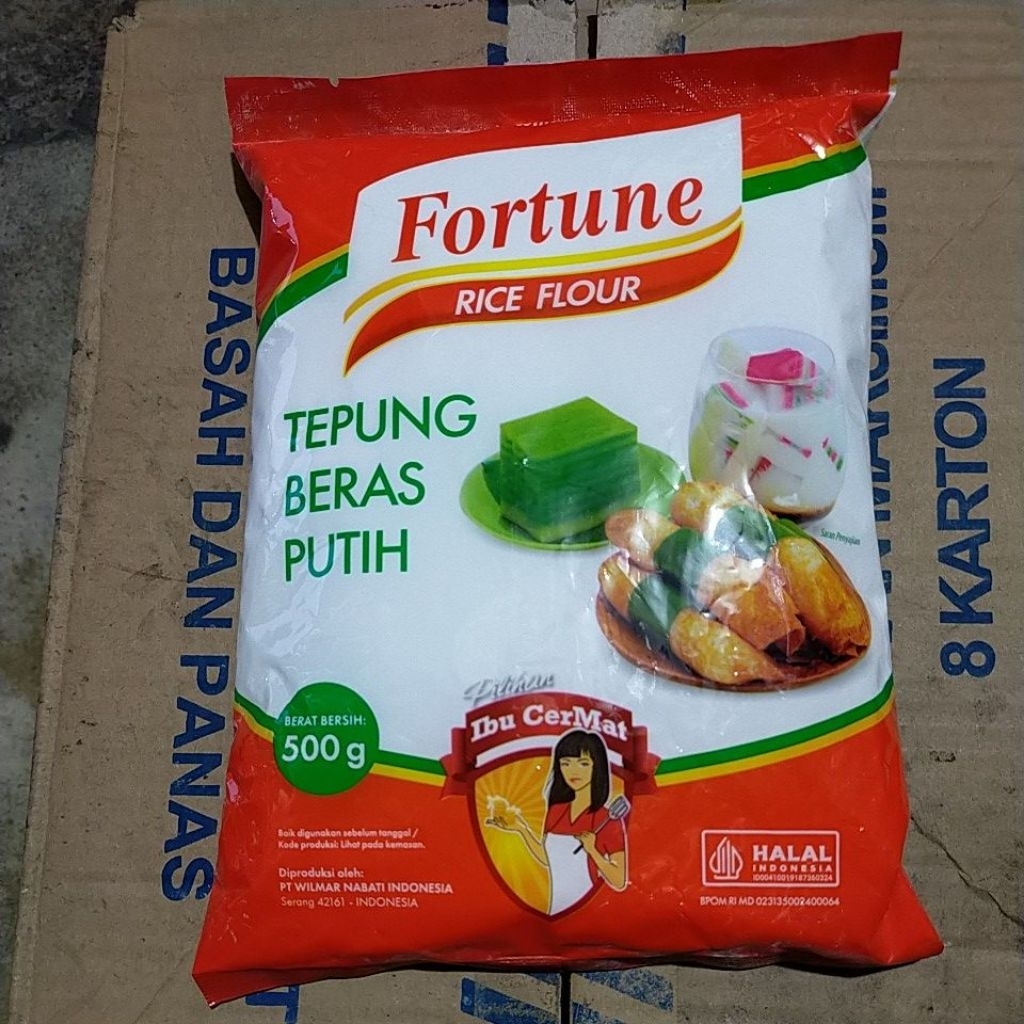 Fortune
RICE FLOUR
TEPUNG
BERAS
PUTIH
Saran Penyajian
BERAT BERSIH:
500 g
Pilihan
Ibu CerMat
Baik digunakan sebelum tanggal /
Kode produksi: Lihat pada kemasan.
Diproduksi oleh:
PT WILMAR NABATI INDONESIA
Serang 42161 - INDONESIA
HALAL
INDONESIA
ID00410019187360324
BPOM RI MD 023135002400064
BASAH DAN PANAS
MAKSIMUM
8 KARTON